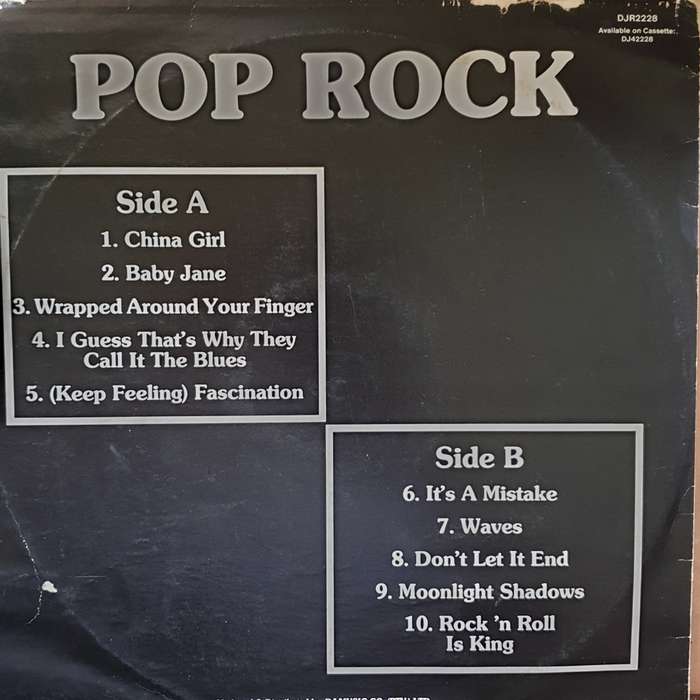 DJR2228
Available on Cassette:
DJ42228
POP ROCK
Side A
1. China Girl
2. Baby Jane
3. Wrapped Around Your Finger
4. I Guess That's Why They
Call It The Blues
5. (Keep Feeling) Fascination
Side B
6. It's A Mistake
7. Waves
8. Don't Let It End
9. Moonlight Shadows
10. Rock 'n Roll
Is King